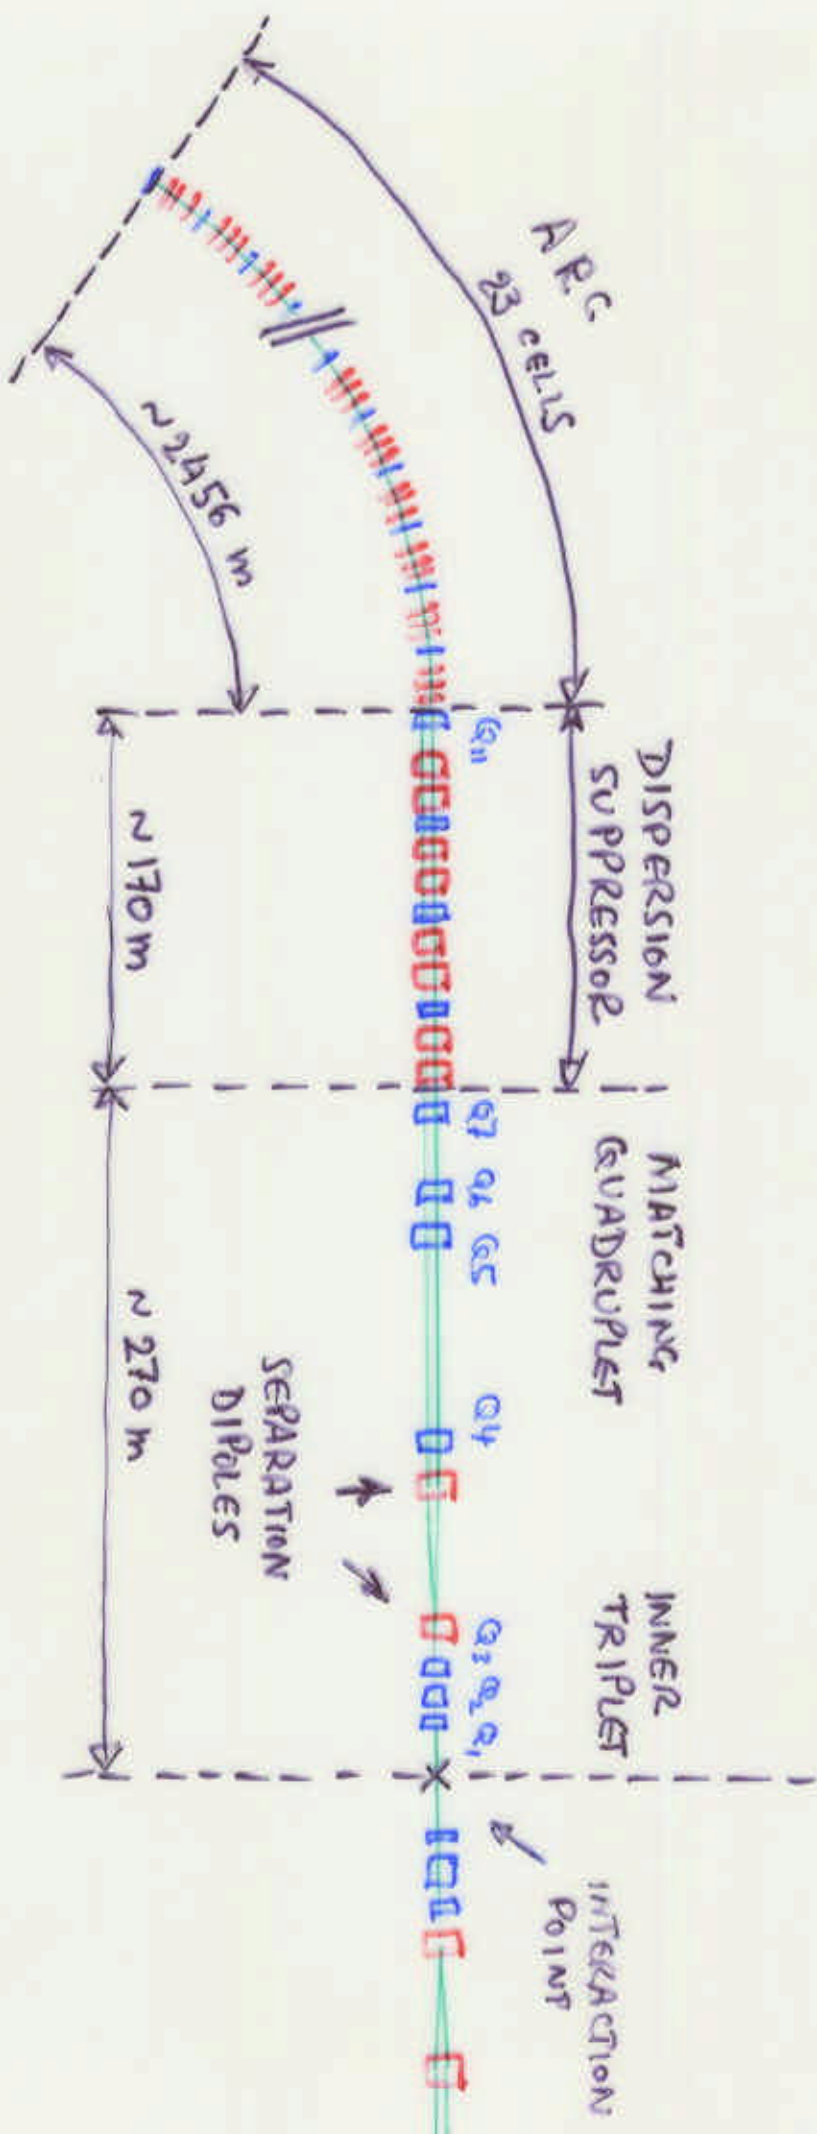 ARC
23 CELLS
~2456 m
DISPERSION
SUPPRESSOR
Q11
~170 m
MATCHING
QUADRUPLET
Q7 Q6 Q5
Q4
~ 270 m
SEPARATION
DIPOLES
INNER
TRIPLET
Q3 Q2 Q1
INTERACTION
POINT